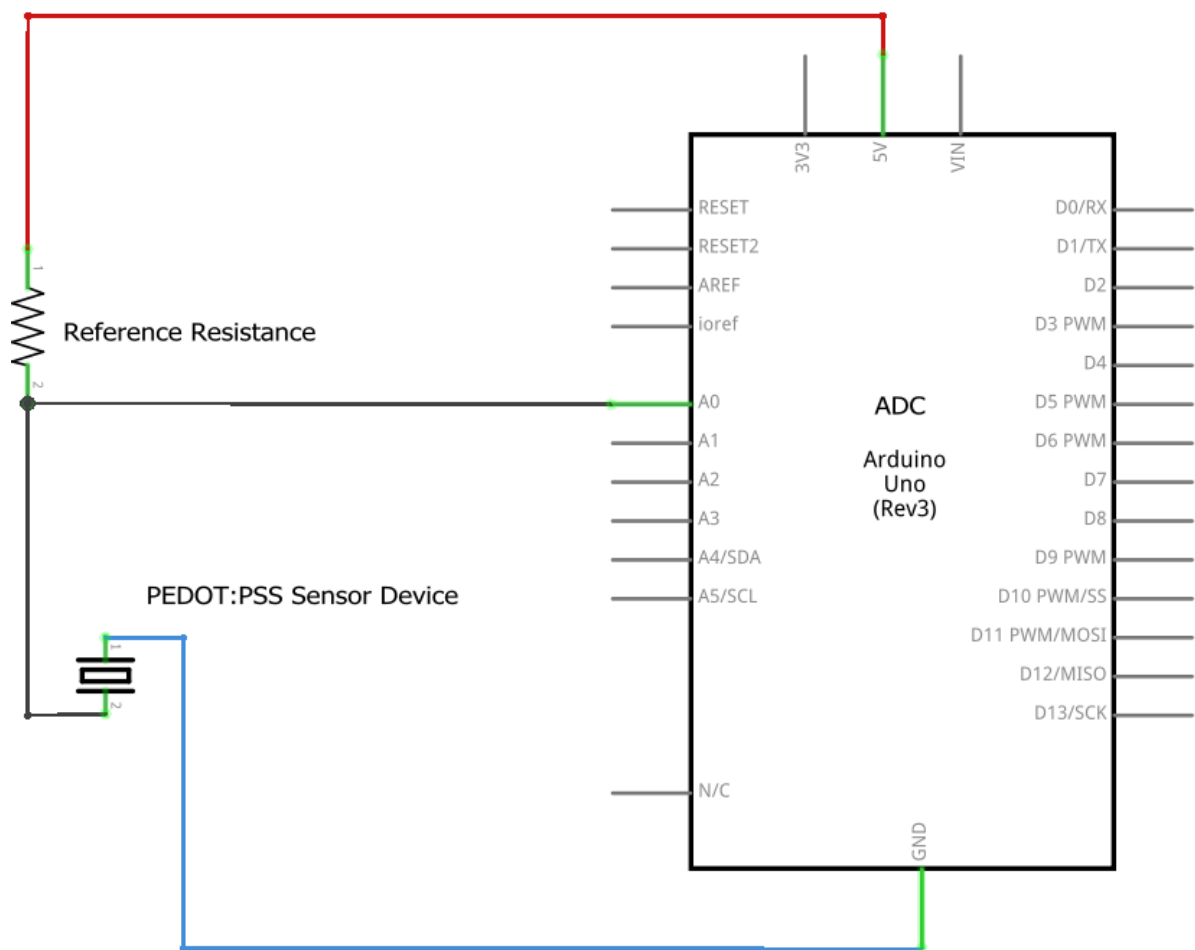 3V3
5V
VIN
RESET
D0/RX
RESET2
D1/TX
AREF
D2
ioref
D3 PWM
1
Reference Resistance
D4
2
A0
ADC
D5 PWM
A1
D6 PWM
Arduino
Uno
(Rev3)
A2
D7
A3
D8
A4/SDA
D9 PWM
PEDOT:PSS Sensor Device
A5/SCL
D10 PWM/SS
D11 PWM/MOSI
1
D12/MISO
2
D13/SCK
N/C
GND